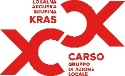 LOKALNA
AKCIJSKA
SKUPINA
KRAS
CARSO
GRUPPO
DI AZIONE
LOCALE